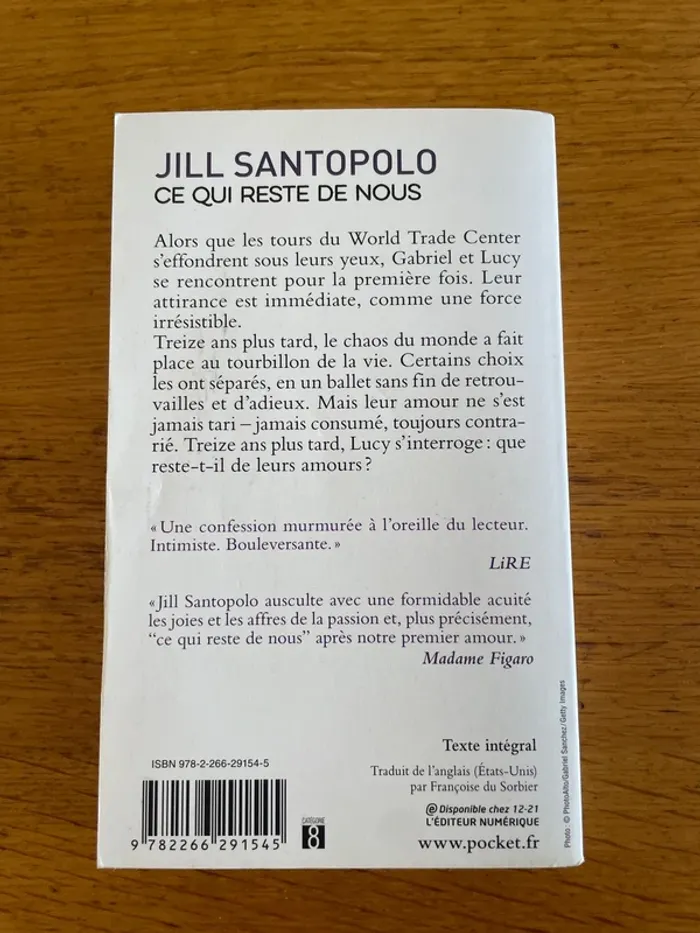 JILL SANTOPOLO
CE QUI RESTE DE NOUS
Alors que les tours du World Trade Center
s'effondrent sous leurs yeux, Gabriel et Lucy
se rencontrent pour la première fois. Leur
attirance est immédiate, comme une force
irrésistible.
Treize ans plus tard, le chaos du monde a fait
place au tourbillon de la vie. Certains choix
les ont séparés, en un ballet sans fin de retrou-
vailles et d'adieux. Mais leur amour ne s'est
jamais tari – jamais consumé, toujours contra-
rié. Treize ans plus tard, Lucy s'interroge : que
reste-t-il de leurs amours ?
« Une confession murmurée à l'oreille du lecteur.
Intimiste. Bouleversante. »
LiRE
« Jill Santopolo ausculte avec une formidable acuité
les joies et les affres de la passion et, plus précisément,
“ce qui reste de nous” après notre premier amour. »
Madame Figaro
Texte intégral
Traduit de l'anglais (États-Unis)
par Françoise du Sorbier
e Disponible chez 12-21
L'ÉDITEUR NUMÉRIQUE
www.pocket.fr
ISBN 978-2-266-29154-5
9 782266 291545
CATÉGORIE
8
Photo : © PhotoAlto/Gabriel Sanchez/Getty Images